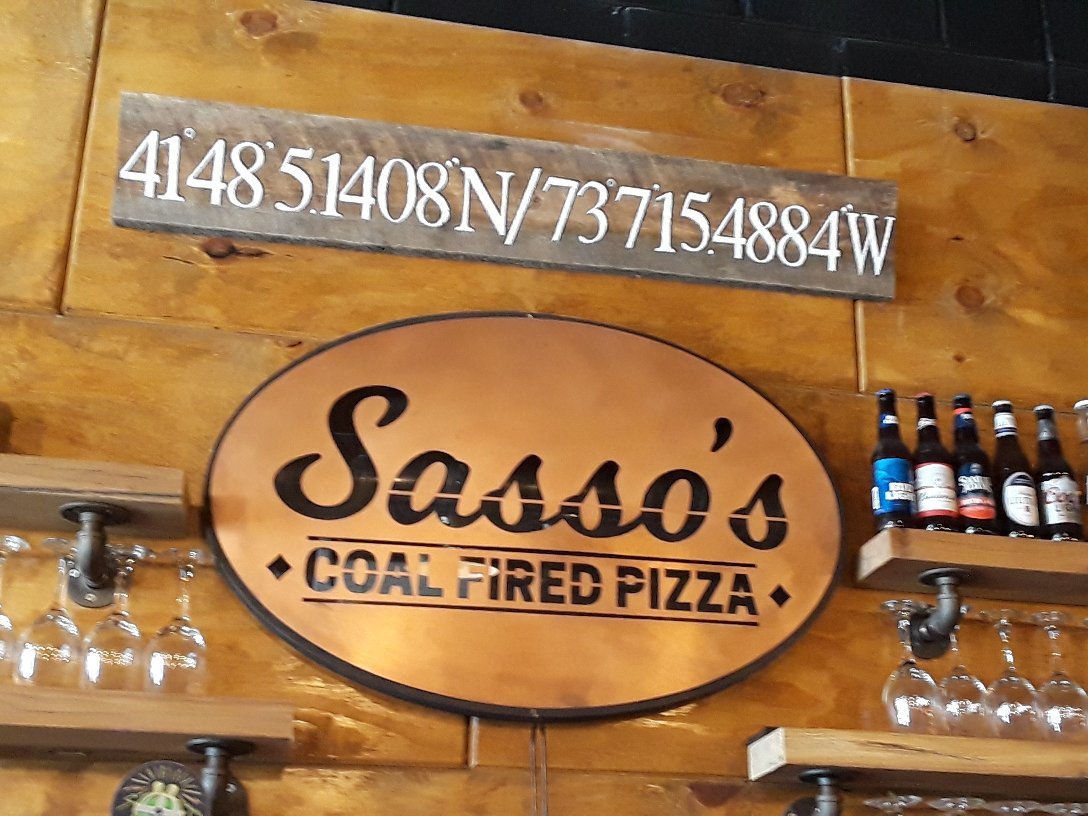 41°48'5.1408"N/73°7'15.4884"W
Sasso's
COAL FIRED PIZZA